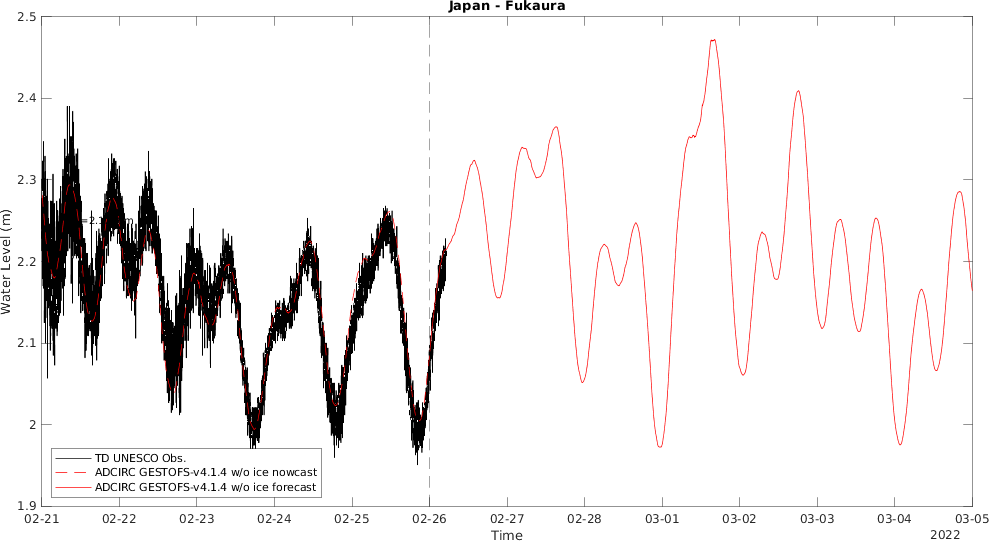 Japan - Fukaura
2.5
2.4
2.3
2.2
2.1
2
1.9
Water Level (m)
TD UNESCO Obs.
ADCIRC GESTOFS-v4.1.4 w/o ice nowcast
ADCIRC GESTOFS-v4.1.4 w/o ice forecast
02-21 02-22 02-23 02-24 02-25 02-26 02-27 02-28 03-01 03-02 03-03 03-04 03-05
Time
2022